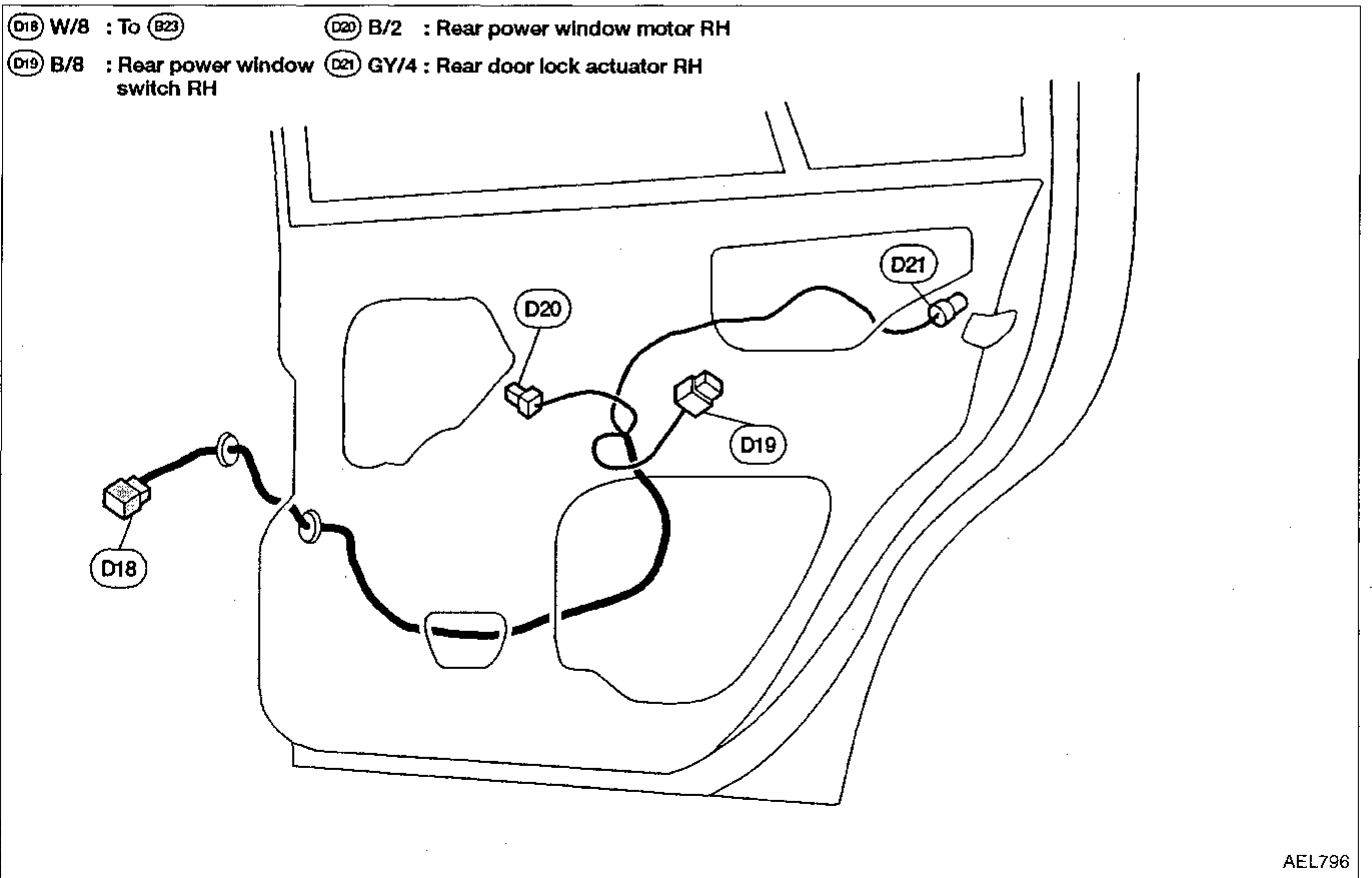 D18 W/8 : To B23 D20 B/2 : Rear power window motor RH
D19 B/8 : Rear power window D21 GY/4 : Rear door lock actuator RH
switch RH
D21
D20
D19
D18
AEL796